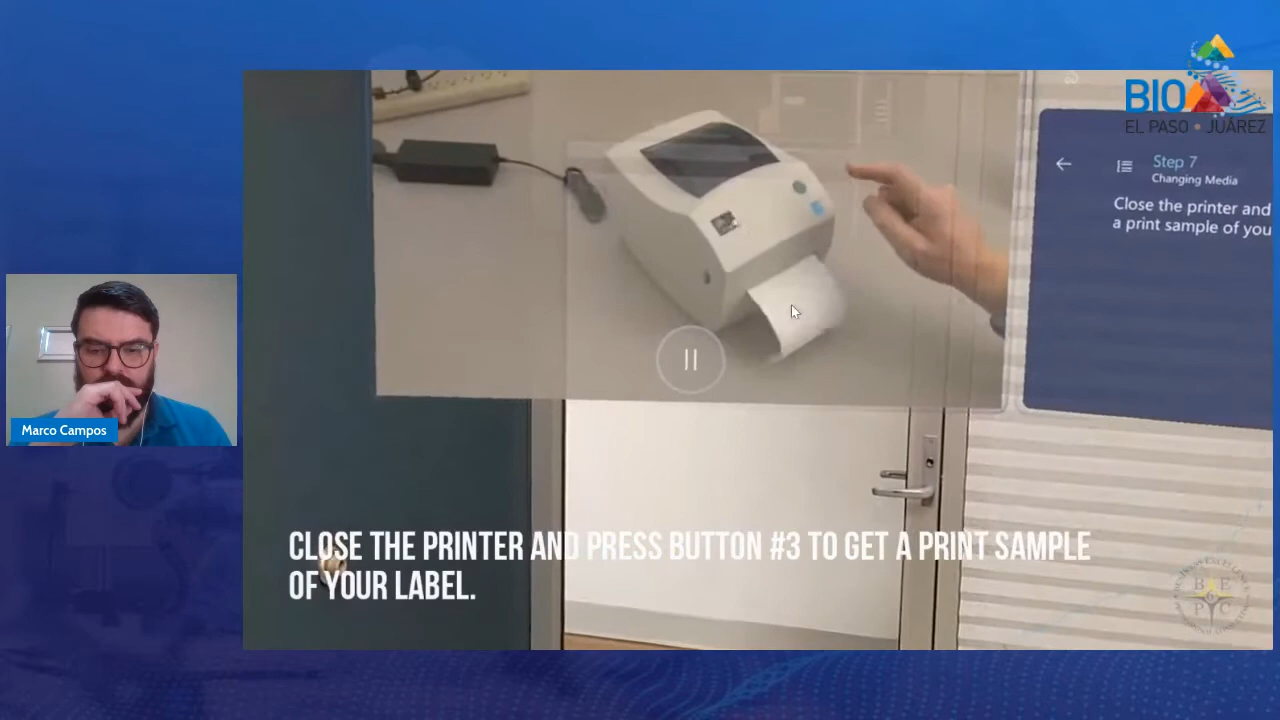 BIO
EL PASO • JUÁREZ
Step 7
Changing Media
Close the printer and
a print sample of you
Marco Campos
CLOSE THE PRINTER AND PRESS BUTTON #3 TO GET A PRINT SAMPLE
OF YOUR LABEL.
B E
P C